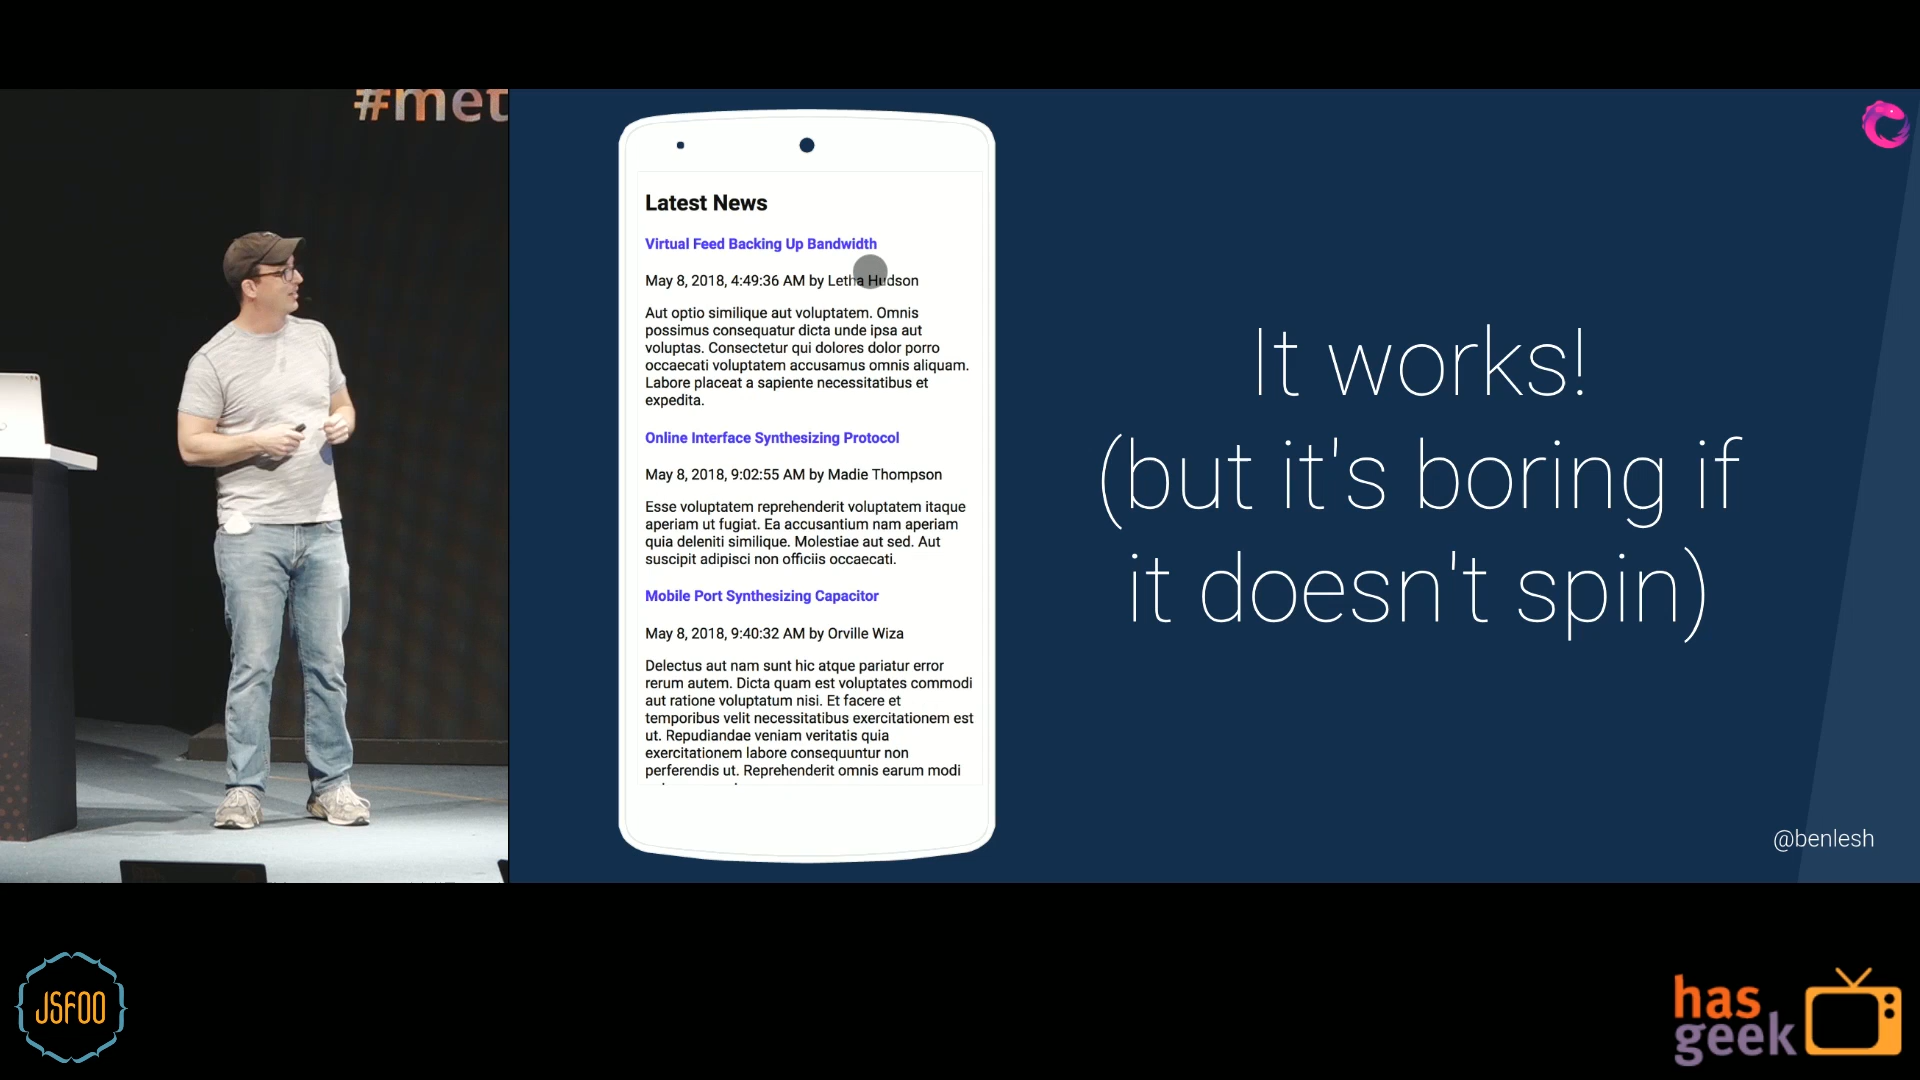 #met
Latest News
Virtual Feed Backing Up Bandwidth
May 8, 2018, 4:49:36 AM by Letha Hudson
Aut optio similique aut voluptatem. Omnis
possimus consequatur dicta unde ipsa aut
voluptas. Consectetur qui dolores dolor porro
occaecati voluptatem accusamus omnis aliquam.
Labore placeat a sapiente necessitatibus et
expedita.
Online Interface Synthesizing Protocol
May 8, 2018, 9:02:55 AM by Madie Thompson
Esse voluptatem reprehenderit voluptatem itaque
aperiam ut fugiat. Ea accusantium nam aperiam
quia deleniti similique. Molestiae aut sed. Aut
suscipit adipisci non officiis occaecati.
Mobile Port Synthesizing Capacitor
May 8, 2018, 9:40:32 AM by Orville Wiza
Delectus aut nam sunt hic atque pariatur error
rerum autem. Dicta quam est voluptates commodi
aut ratione voluptatum nisi. Et facere et
temporibus velit necessitatibus exercitationem est
ut. Repudiandae veniam veritatis quia
exercitationem labore consequuntur non
perferendis ut. Reprehenderit omnis earum modi
It works!
(but it's boring if
it doesn't spin)
@benlesh
JSFOO
has
geek